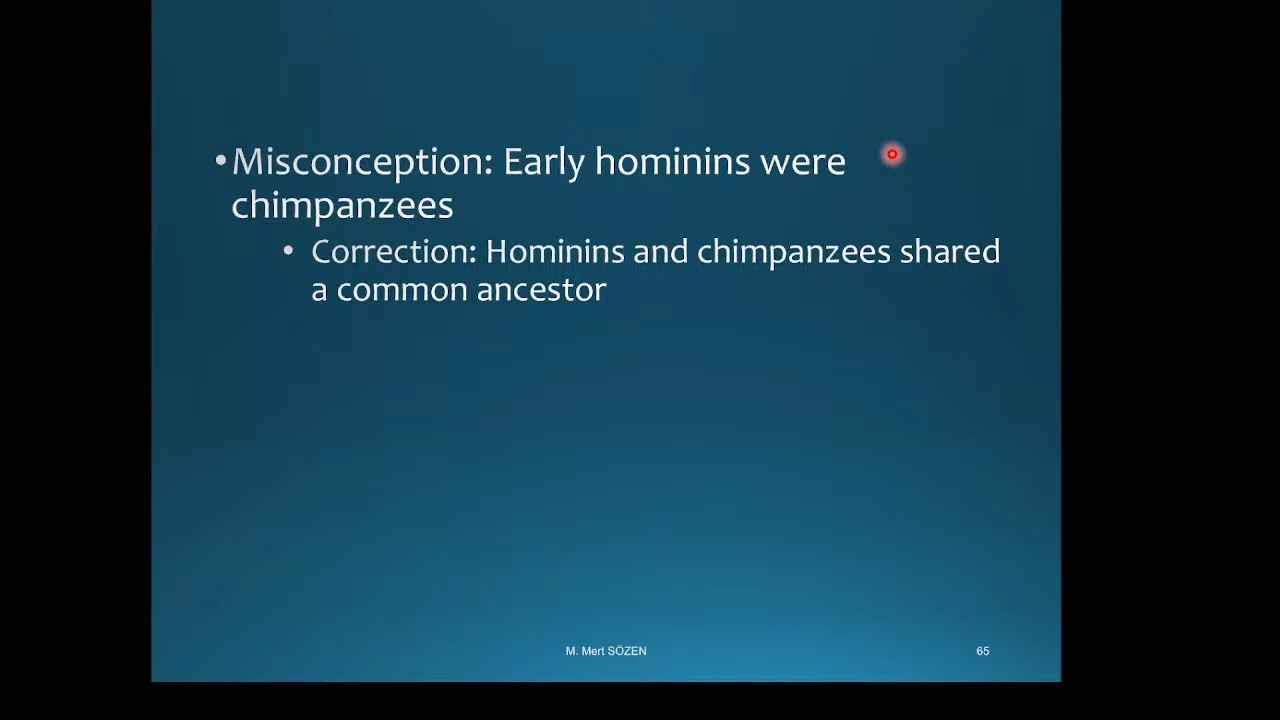 •Misconception: Early hominins were
chimpanzees
• Correction: Hominins and chimpanzees shared
a common ancestor
M. Mert SÖZEN
65